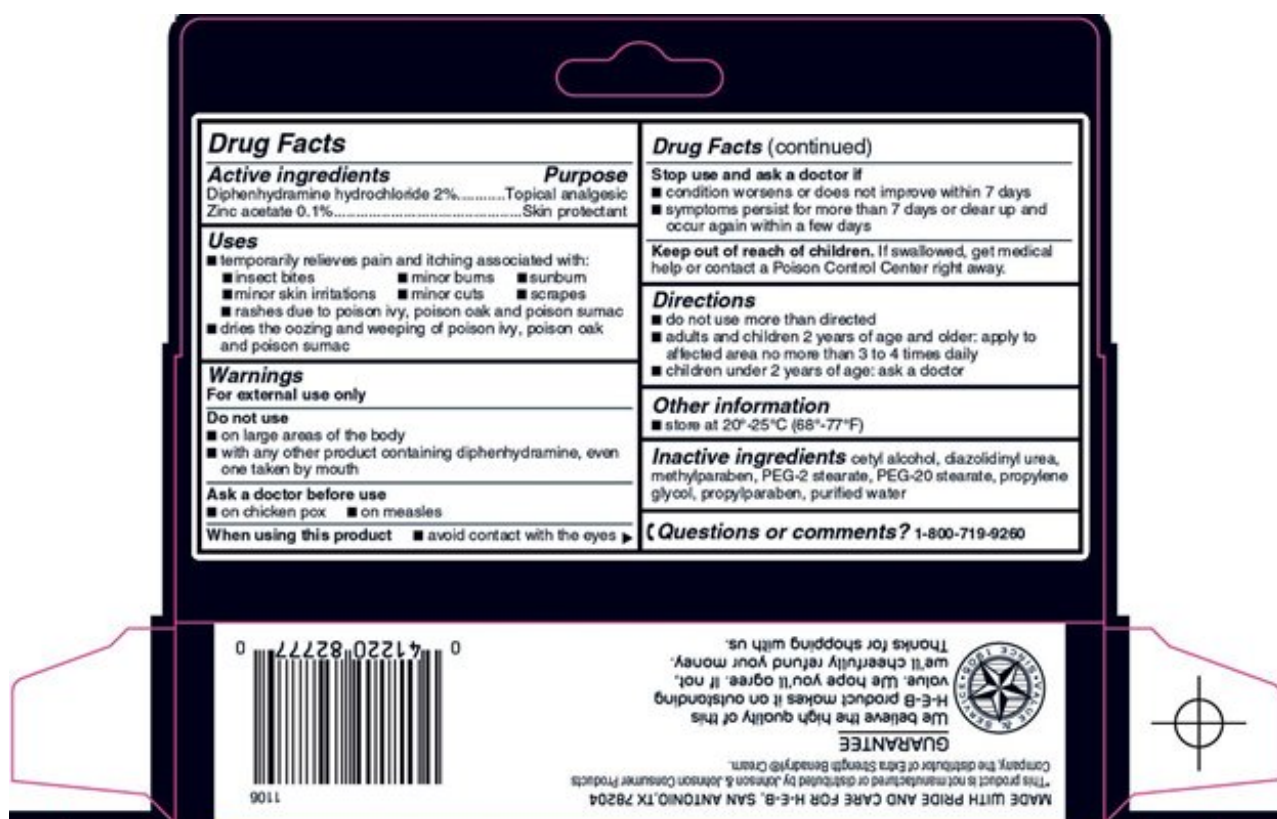 Drug Facts
Active ingredients Purpose
Diphenhydramine hydrochloride 2%...........Topical analgesic
Zinc acetate 0.1%..............................................Skin protectant
Uses
■ temporarily relieves pain and itching associated with:
■ insect bites ■ minor burns ■ sunburn
■ minor skin irritations ■ minor cuts ■ scrapes
■ rashes due to poison ivy, poison oak and poison sumac
■ dries the oozing and weeping of poison ivy, poison oak
and poison sumac
Warnings
For external use only
Do not use
■ on large areas of the body
■ with any other product containing diphenhydramine, even
one taken by mouth
Ask a doctor before use
■ on chicken pox ■ on measles
When using this product ■ avoid contact with the eyes
Drug Facts (continued)
Stop use and ask a doctor if
■ condition worsens or does not improve within 7 days
■ symptoms persist for more than 7 days or clear up and
occur again within a few days
Keep out of reach of children. If swallowed, get medical
help or contact a Poison Control Center right away.
Directions
■ do not use more than directed
■ adults and children 2 years of age and older: apply to
affected area no more than 3 to 4 times daily
■ children under 2 years of age: ask a doctor
Other information
■ store at 20°-25°C (68°-77°F)
Inactive ingredients cetyl alcohol, diazolidinyl urea,
methylparaben, PEG-2 stearate, PEG-20 stearate, propylene
glycol, propylparaben, purified water
Questions or comments? 1-800-719-9260
MADE WITH PRIDE AND CARE FOR H-E-B, SAN ANTONIO,TX 78204
*This product is not manufactured or distributed by Johnson & Johnson Consumer Products
Company, the distributor of Extra Strength Benadryl® Cream.
GUARANTEE
We believe the high quality of this
H-E-B product makes it an outstanding
value. We hope you'll agree. If not,
we'll cheerfully refund your money.
Thanks for shopping with us.
VALUE & SERVICE • SINCE 1905 •
1106
0 41220 82777 0